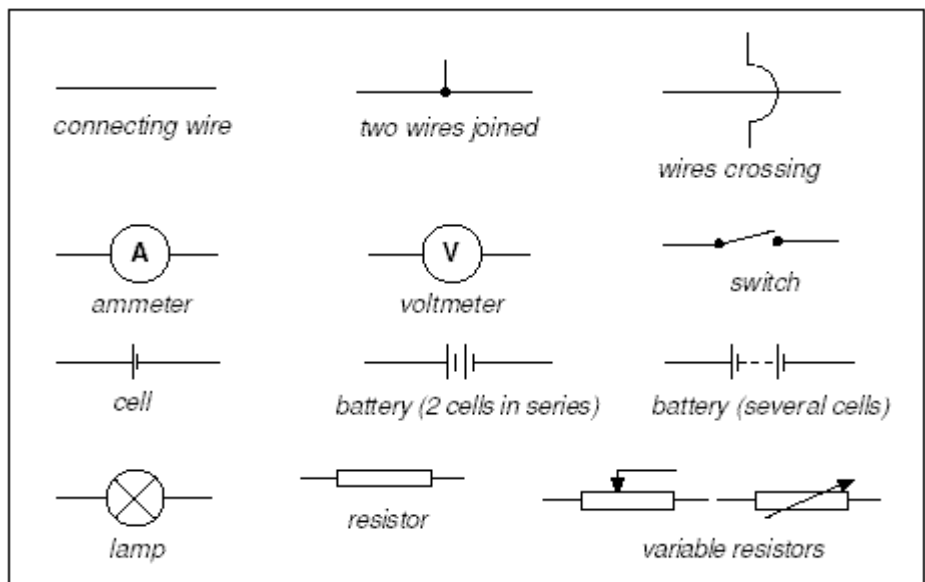 connecting wire
two wires joined
wires crossing
A
V
ammeter
voltmeter
switch
cell
battery (2 cells in series)
battery (several cells)
lamp
resistor
variable resistors